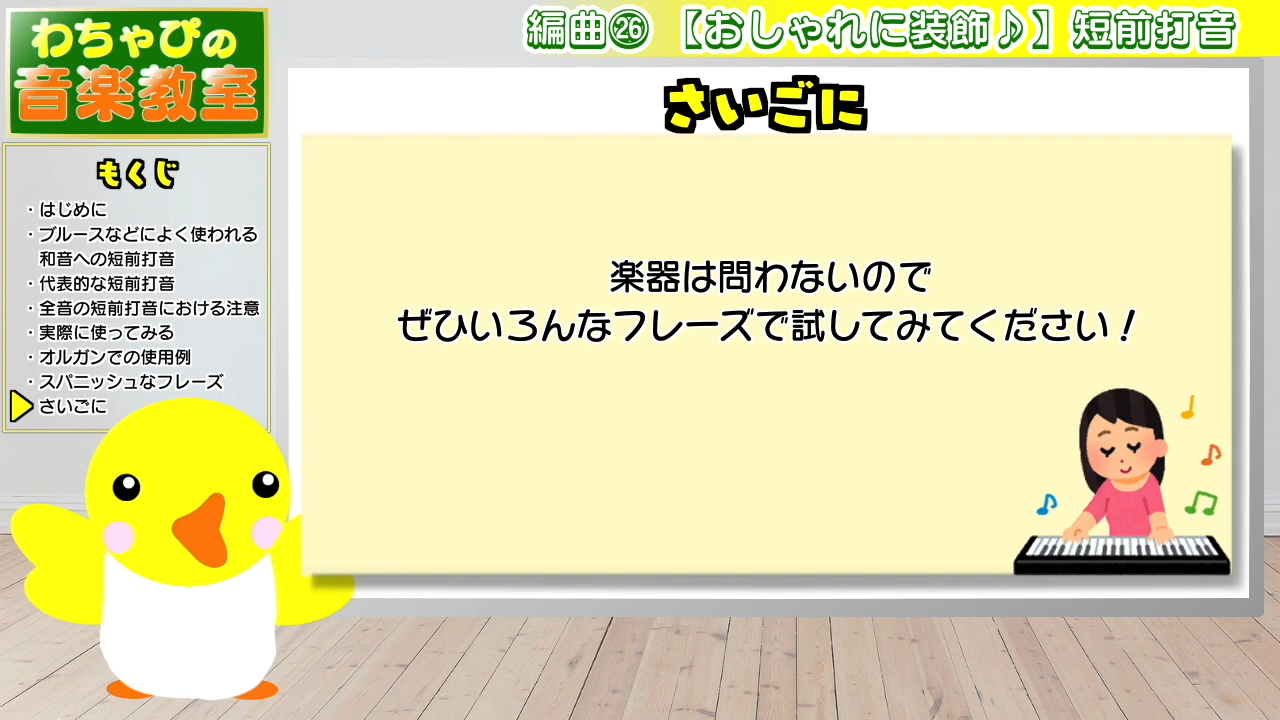 わちゃぴの
音楽教室
編曲㉖ 【おしゃれに装飾♪】短前打音
もくじ
・はじめに
・ブルースなどによく使われる
和音への短前打音
・代表的な短前打音
・全音の短前打音における注意
・実際に使ってみる
・オルガンでの使用例
・スパニッシュなフレーズ
さいごに
さいごに
楽器は問わないので
ぜひいろんなフレーズで試してみてください！